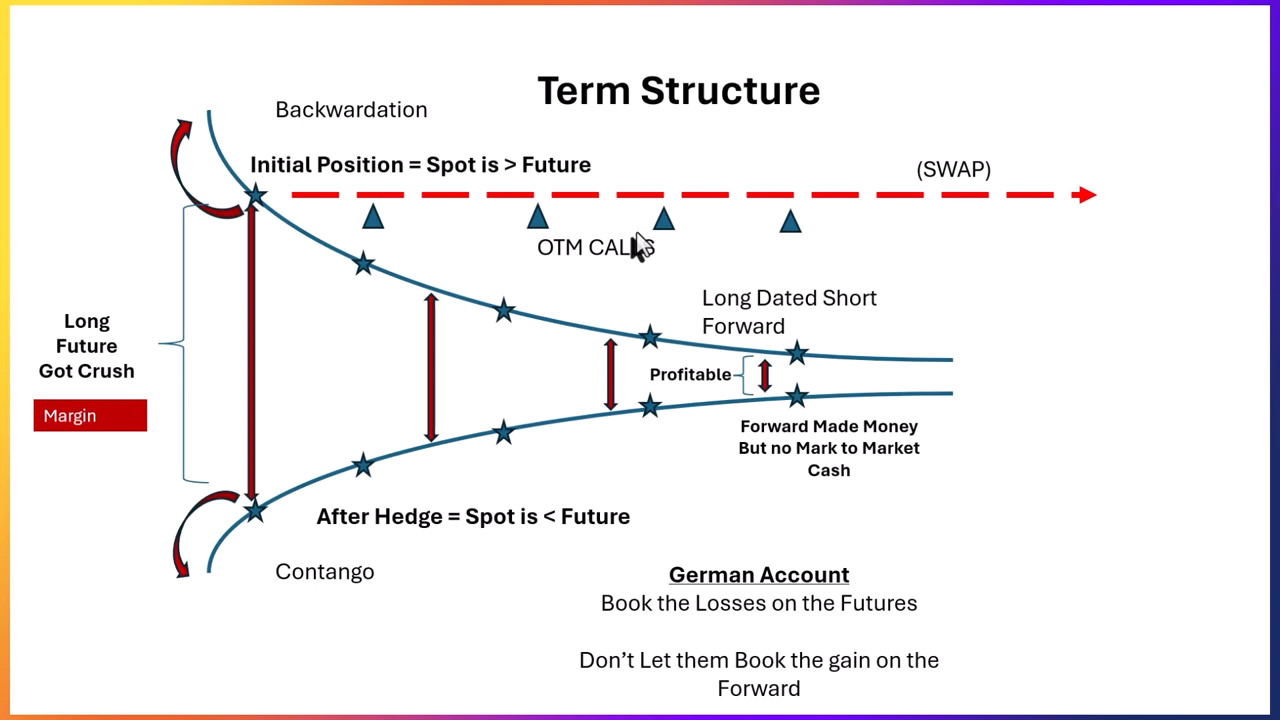 Term Structure
Backwardation
Initial Position = Spot is > Future
(SWAP)
OTM CALLS
Long Dated Short
Forward
Long
Future
Got Crush
Profitable
Margin
Forward Made Money
But no Mark to Market
Cash
After Hedge = Spot is < Future
Contango
German Account
Book the Losses on the Futures
Don’t Let them Book the gain on the
Forward